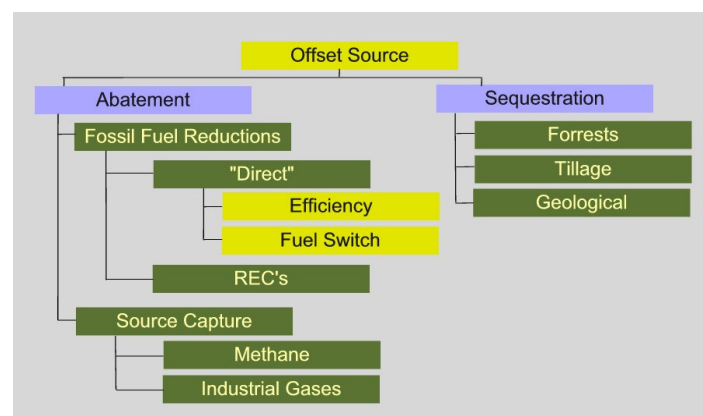 Offset Source
Abatement
Fossil Fuel Reductions
"Direct"
Efficiency
Fuel Switch
REC's
Source Capture
Methane
Industrial Gases
Sequestration
Forrests
Tillage
Geological